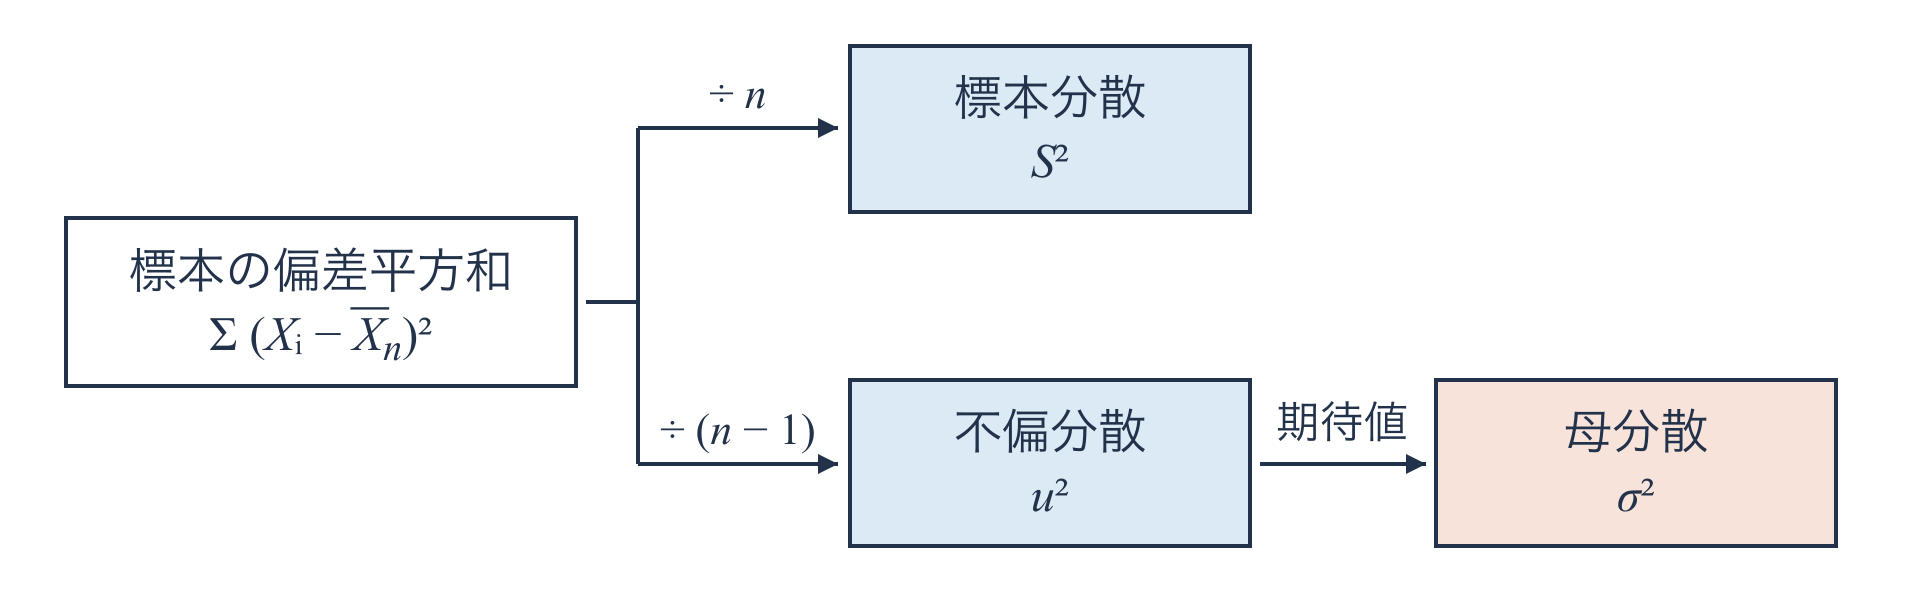 ÷ n
標本分散
S²
標本の偏差平方和
Σ (Xᵢ − X̅ₙ)²
÷ (n − 1)
不偏分散
u²
期待値
母分散
σ²